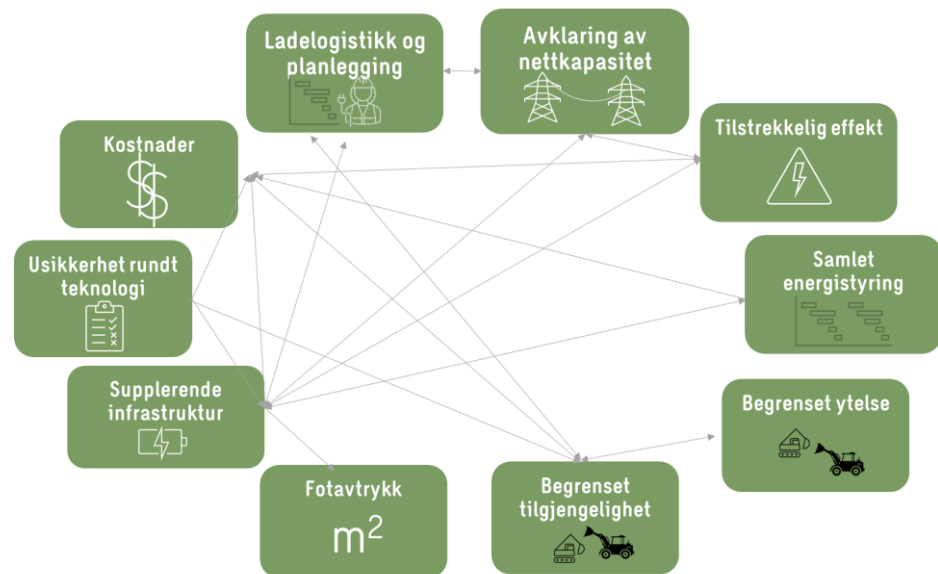 Ladelogistikk og
planlegging
Avklaring av
nettkapasitet
Kostnader
Tilstrekkelig effekt
Usikkerhet rundt
teknologi
Samlet
energistyring
Supplerende
infrastruktur
Begrenset ytelse
Fotavtrykk
m²
Begrenset
tilgjengelighet